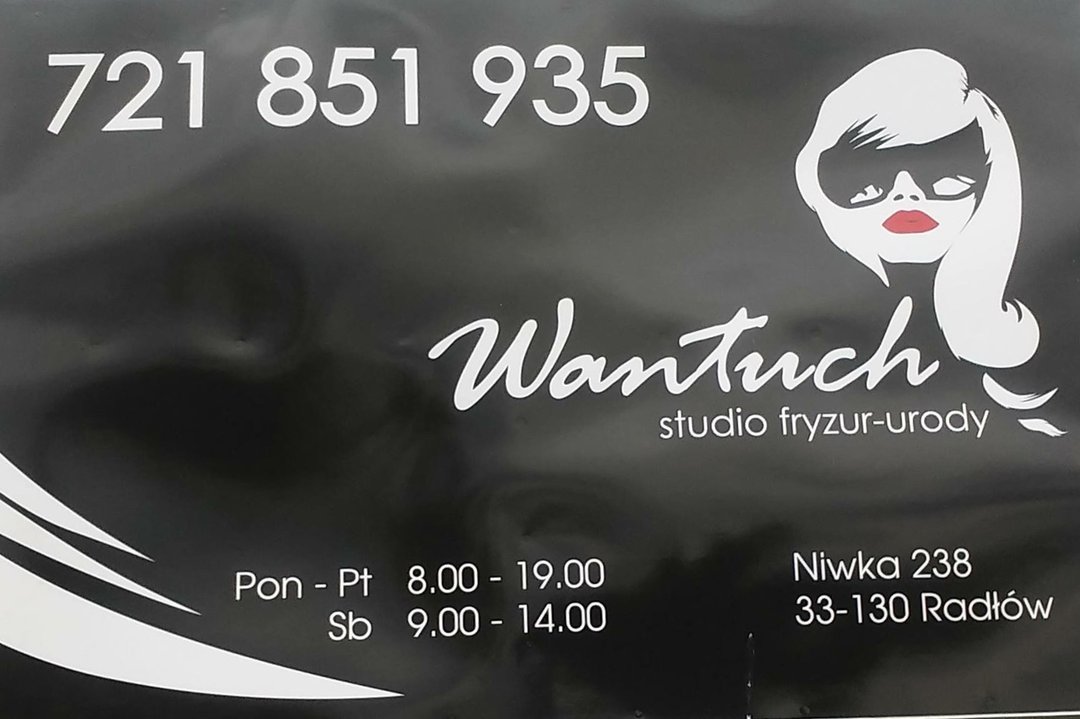 721 851 935
Wantuch
studio fryzur-urody
Pon - Pt 8.00 - 19.00
Sb 9.00 - 14.00
Niwka 238
33-130 Radłów